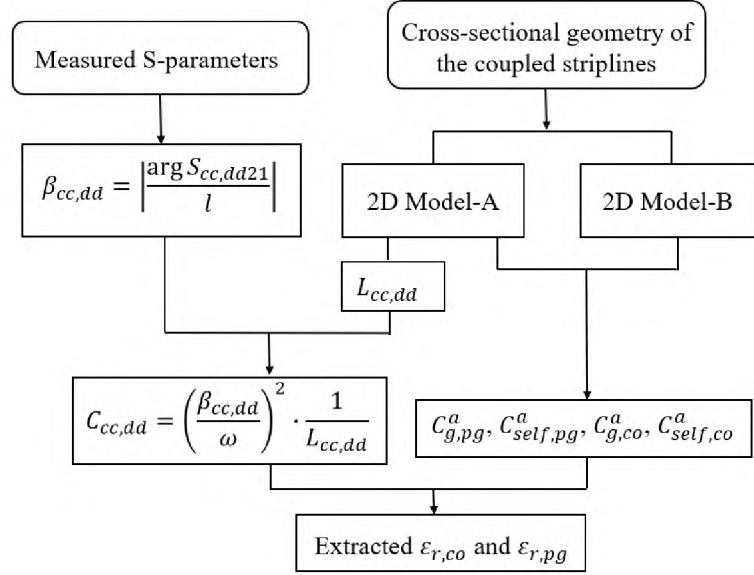 Measured S-parameters
Cross-sectional geometry of
the coupled striplines
β_{cc,dd} = |arg S_{cc,dd21} / l|
2D Model-A
2D Model-B
L_{cc,dd}
C_{cc,dd} = (β_{cc,dd} / ω)^2 · 1 / L_{cc,dd}
C^a_{g,pg}, C^a_{self,pg}, C^a_{g,co}, C^a_{self,co}
Extracted ε_{r,co} and ε_{r,pg}